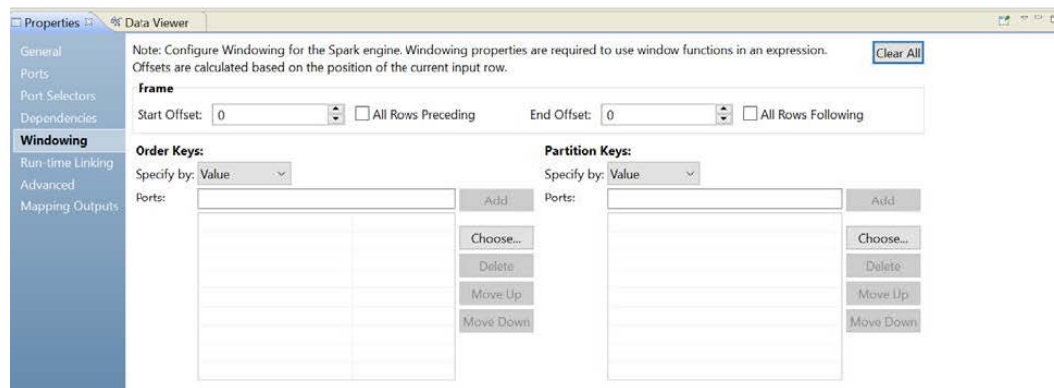 Properties Data Viewer
General
Ports
Port Selectors
Dependencies
Windowing
Run-time Linking
Advanced
Mapping Outputs
Note: Configure Windowing for the Spark engine. Windowing properties are required to use window functions in an expression.
Offsets are calculated based on the position of the current input row.
Clear All
Frame
Start Offset: 0 All Rows Preceding End Offset: 0 All Rows Following
Order Keys:
Specify by: Value
Ports: Add
Choose...
Delete
Move Up
Move Down
Partition Keys:
Specify by: Value
Ports: Add
Choose...
Delete
Move Up
Move Down